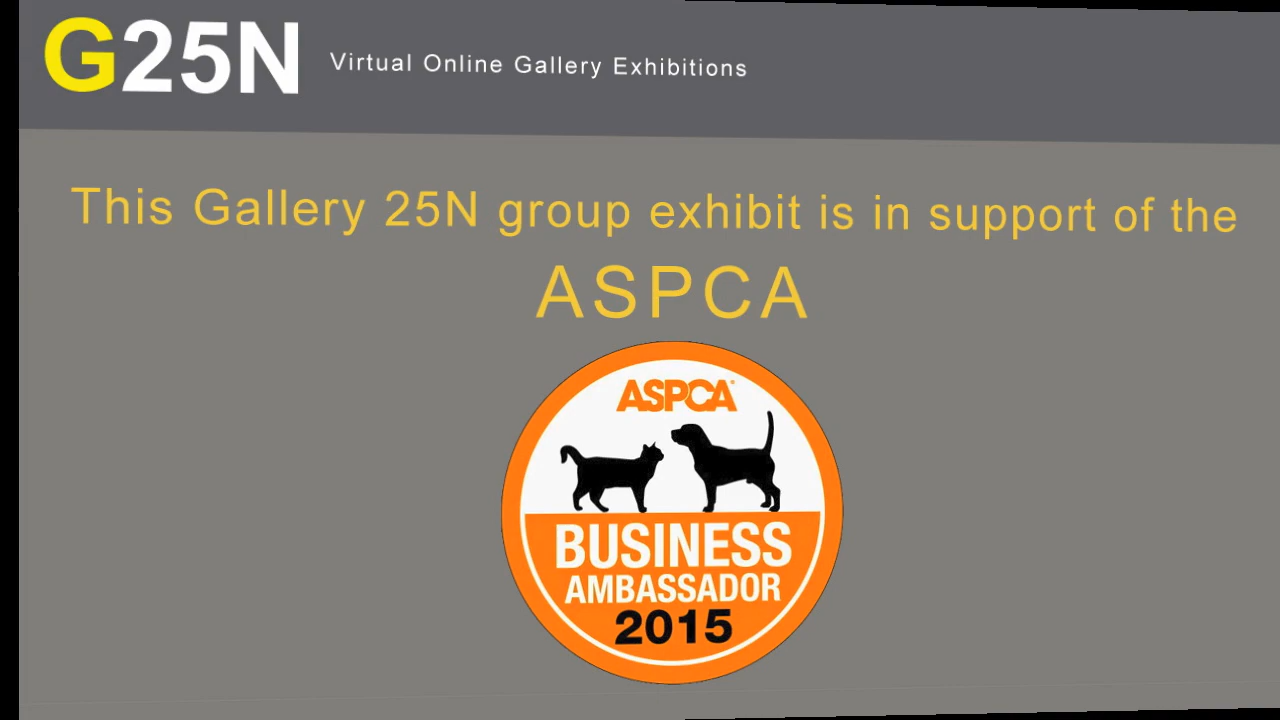 G25N Virtual Online Gallery Exhibitions
This Gallery 25N group exhibit is in support of the
ASPCA
ASPCA®
BUSINESS
AMBASSADOR
2015